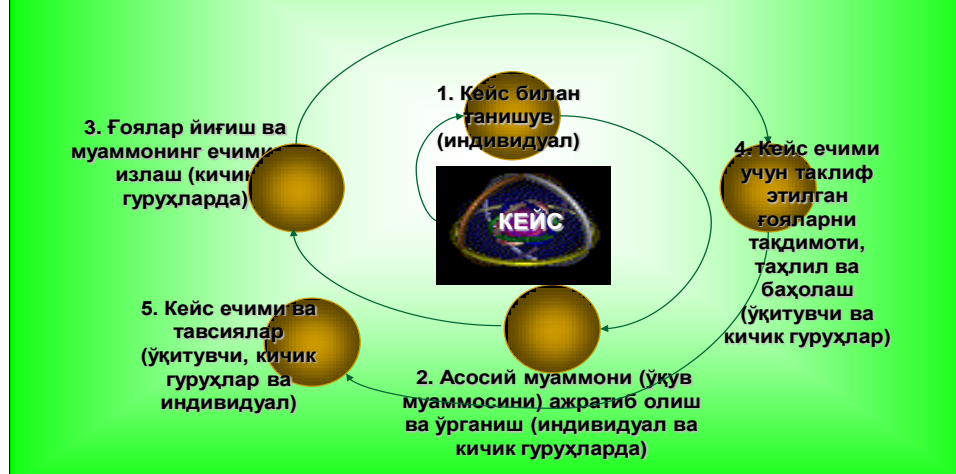 1. Кейс билан
танишув
(индивидуал)
КЕЙС
3. Ғоялар йиғиш ва
муаммонинг ечими
излаш (кичик
гуруҳларда)
4. Кейс ечими
учун таклиф
этилган
ғояларни
тақдимоти,
таҳлил ва
баҳолаш
(ўқитувчи ва
кичик гуруҳлар)
5. Кейс ечими ва
тавсиялар
(ўқитувчи, кичик
гуруҳлар ва
индивидуал)
2. Асосий муаммони (ўқув
муаммосини) ажратиб олиш
ва ўрганиш (индивидуал ва
кичик гуруҳларда)